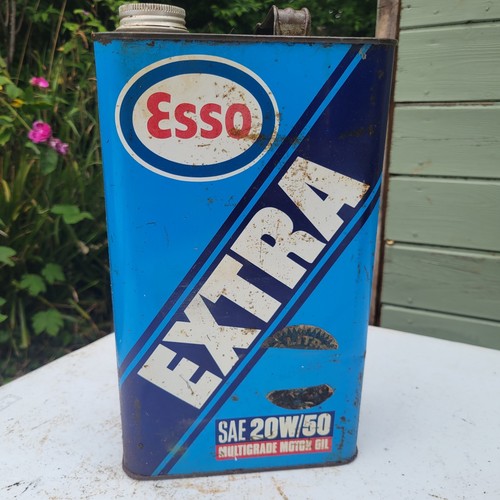 Esso
EXTRA
SAE 20W/50
MULTIGRADE MOTOR OIL